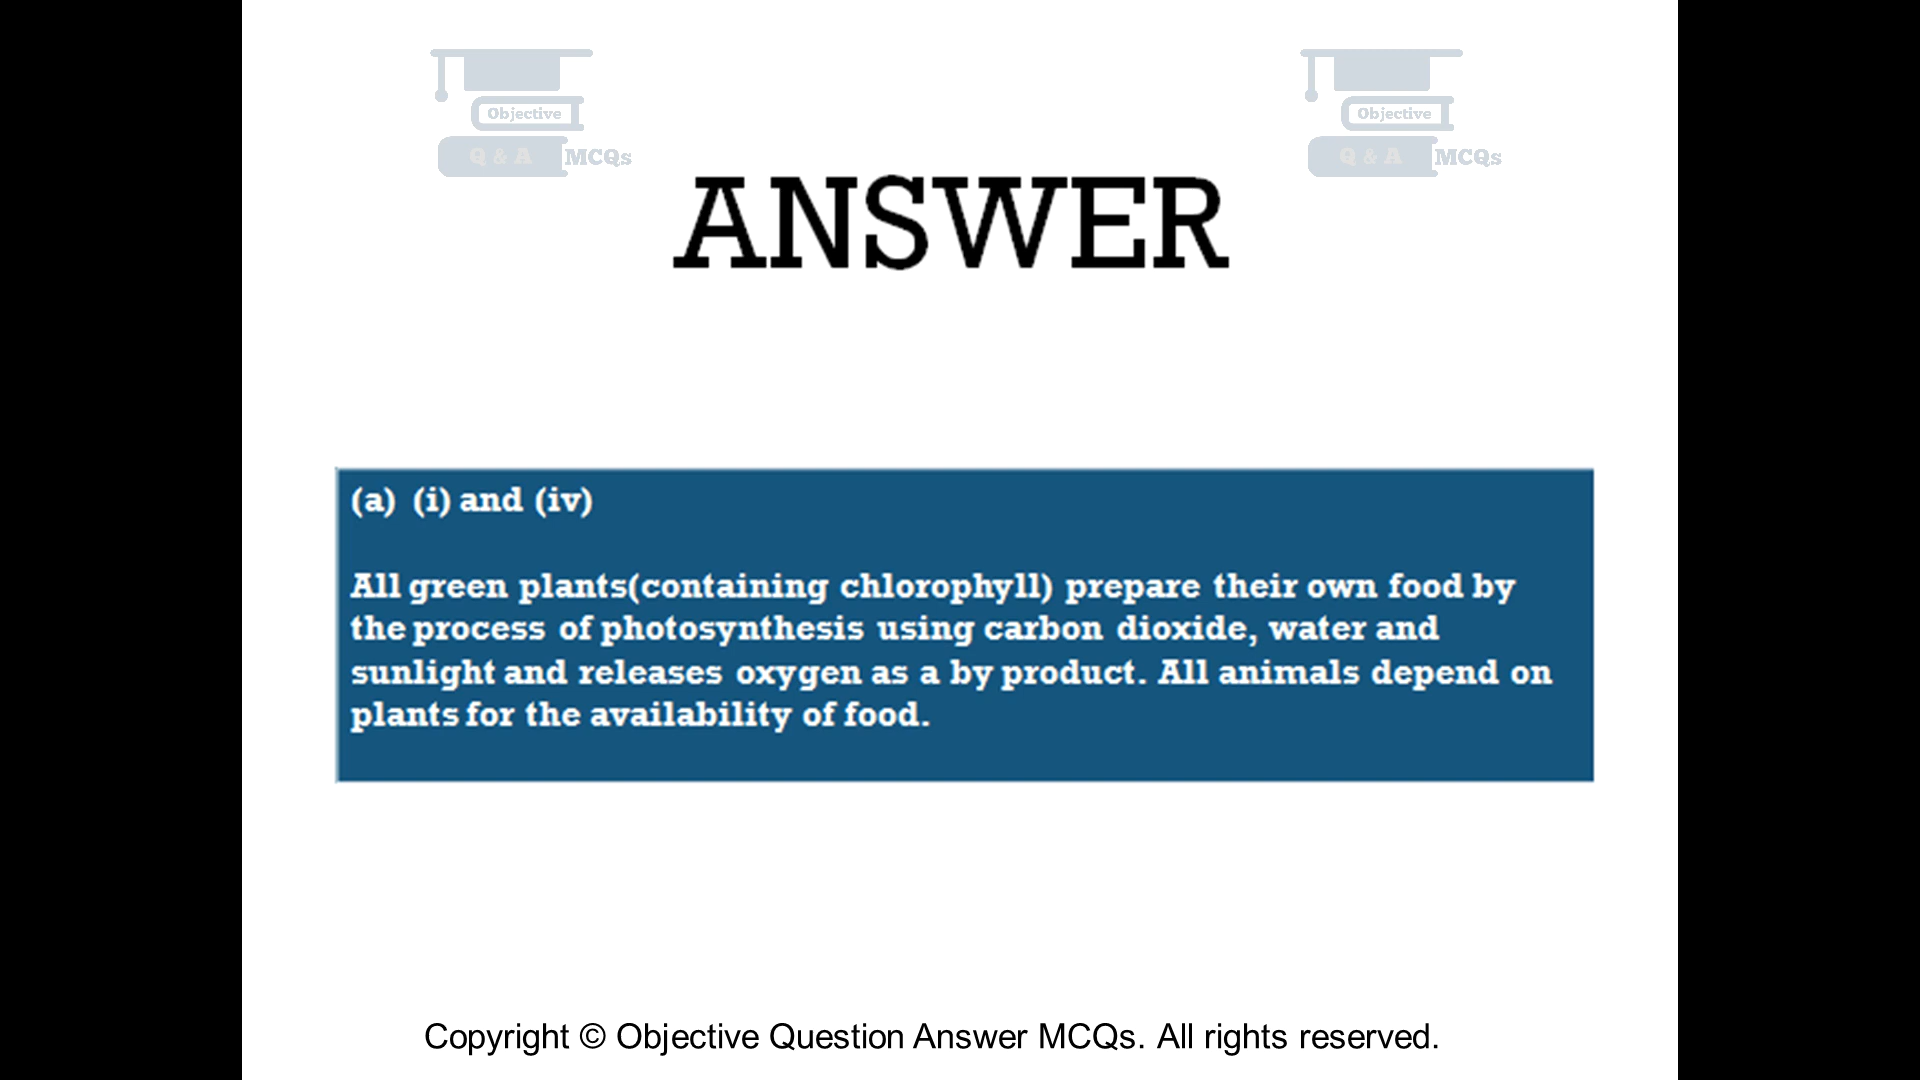 Objective
Q & A MCQs
Objective
Q & A MCQs
ANSWER
(a) (i) and (iv)
All green plants(containing chlorophyll) prepare their own food by
the process of photosynthesis using carbon dioxide, water and
sunlight and releases oxygen as a by product. All animals depend on
plants for the availability of food.
Copyright © Objective Question Answer MCQs. All rights reserved.